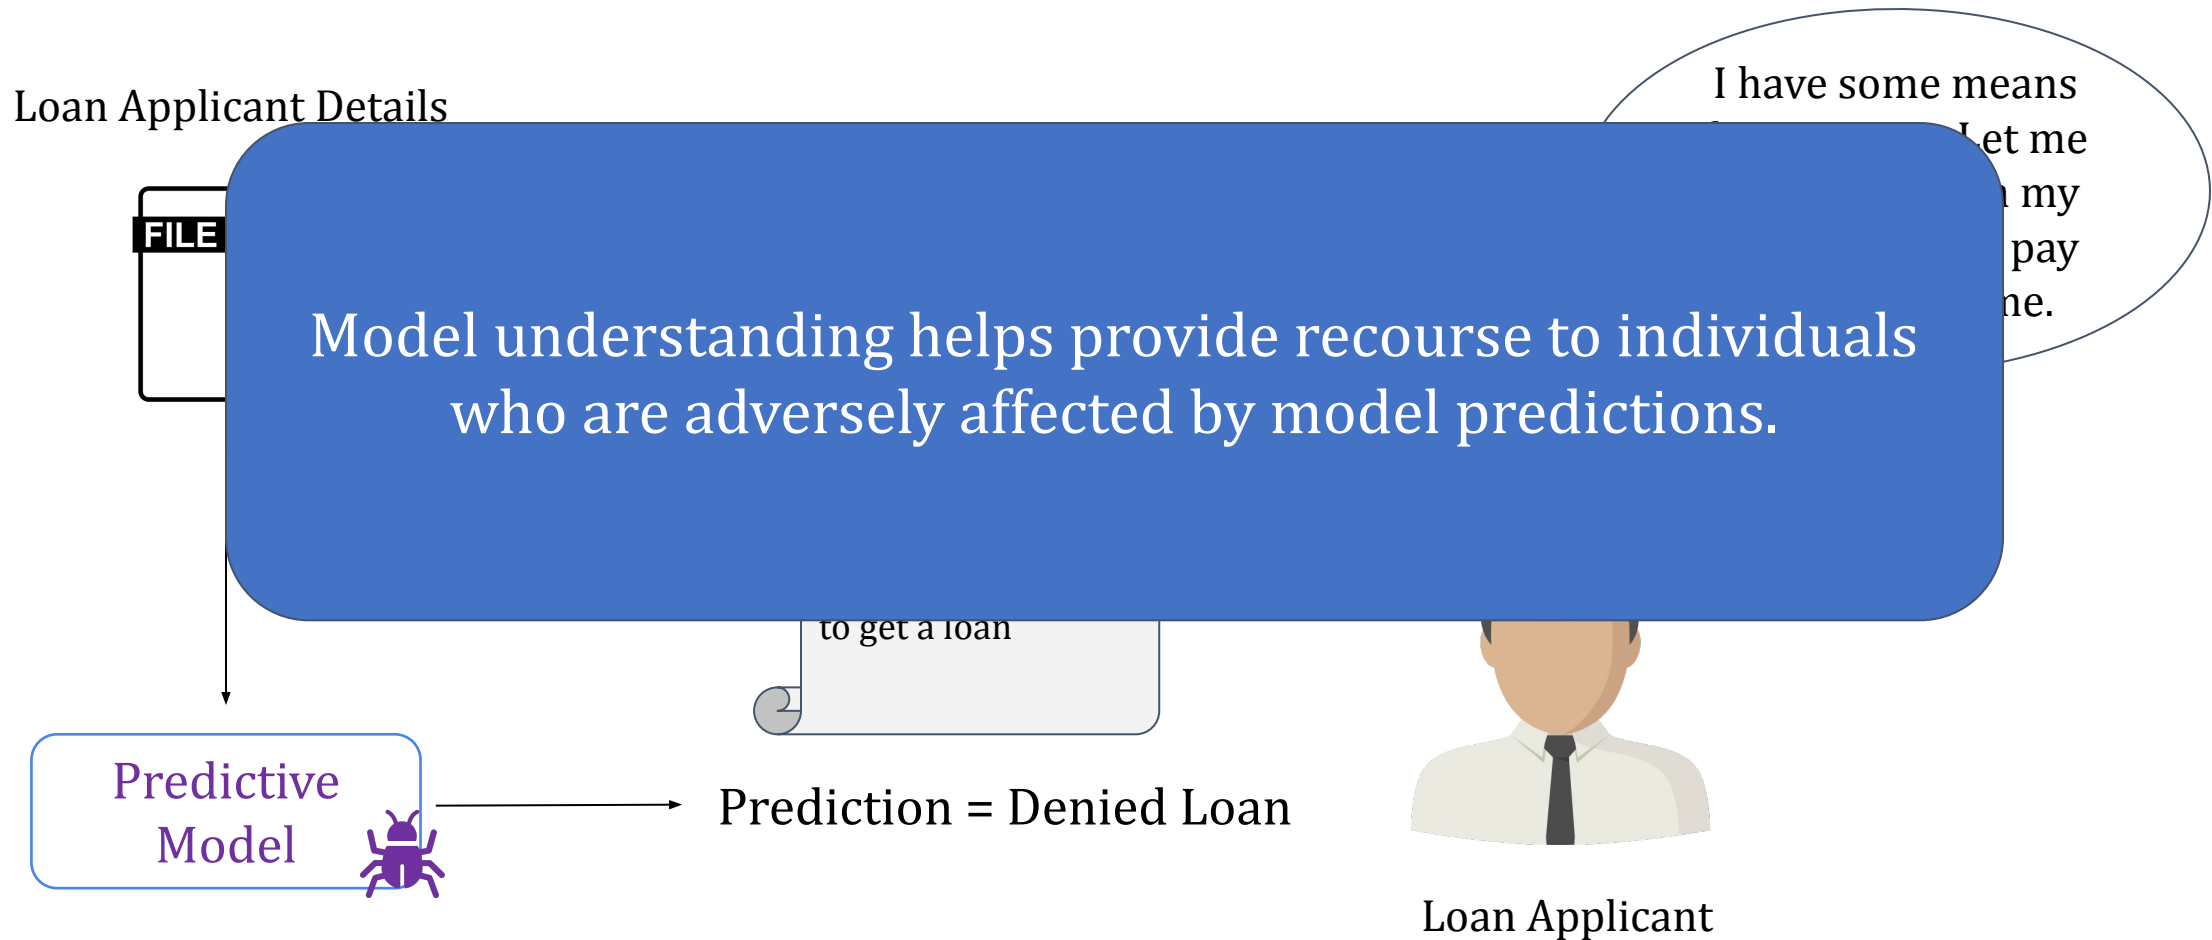 Loan Applicant Details
I have some means
Let me
my
pay
FILE
Model understanding helps provide recourse to individuals
who are adversely affected by model predictions.
to get a loan
Predictive
Model
Prediction = Denied Loan
Loan Applicant